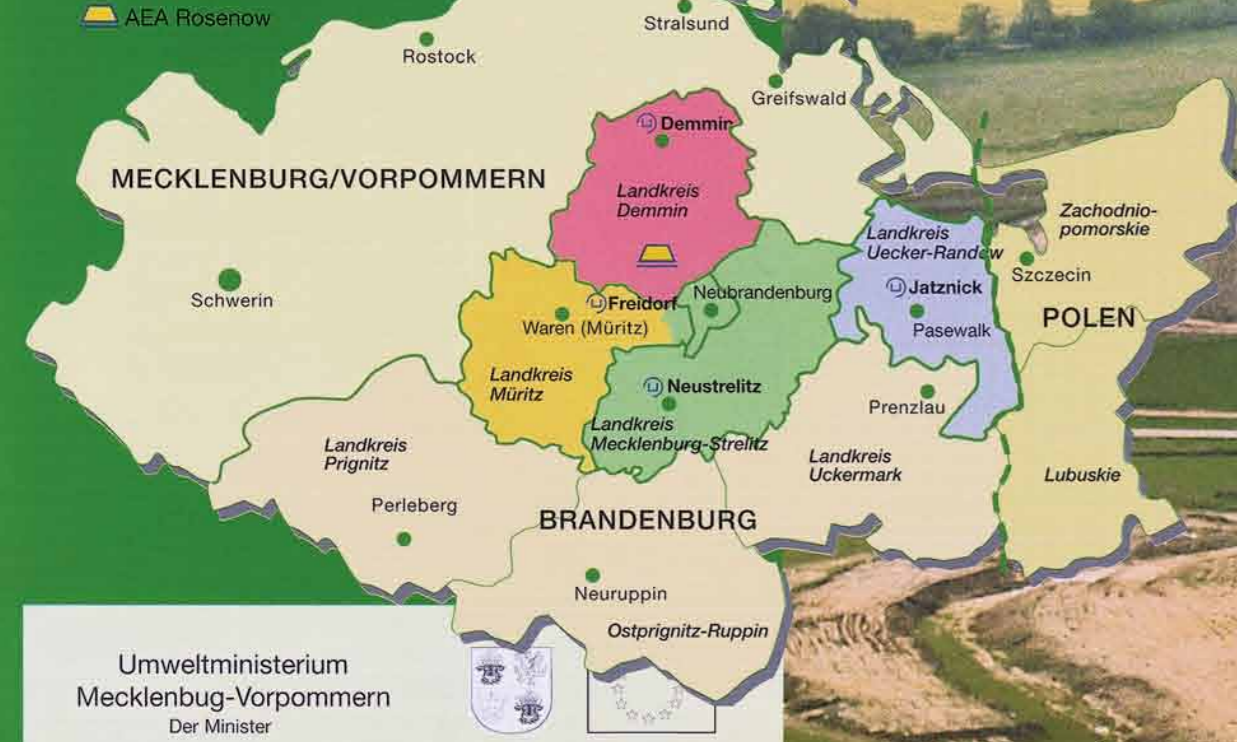 AEA Rosenow
Stralsund
Rostock
Greifswald
Demmin
MECKLENBURG/VORPOMMERN
Landkreis
Demmin
Zachodnio-
pomorskie
Landkreis
Uecker-Randow
Szczecin
Schwerin
Jatznick
Neubrandenburg
Freidorf
Waren (Müritz)
Pasewalk
POLEN
Landkreis
Müritz
Neustrelitz
Prenzlau
Landkreis
Mecklenburg-Strelitz
Landkreis
Prignitz
Landkreis
Uckermark
Lubuskie
Perleberg
BRANDENBURG
Neuruppin
Ostprignitz-Ruppin
Umweltministerium
Mecklenbug-Vorpommern
Der Minister